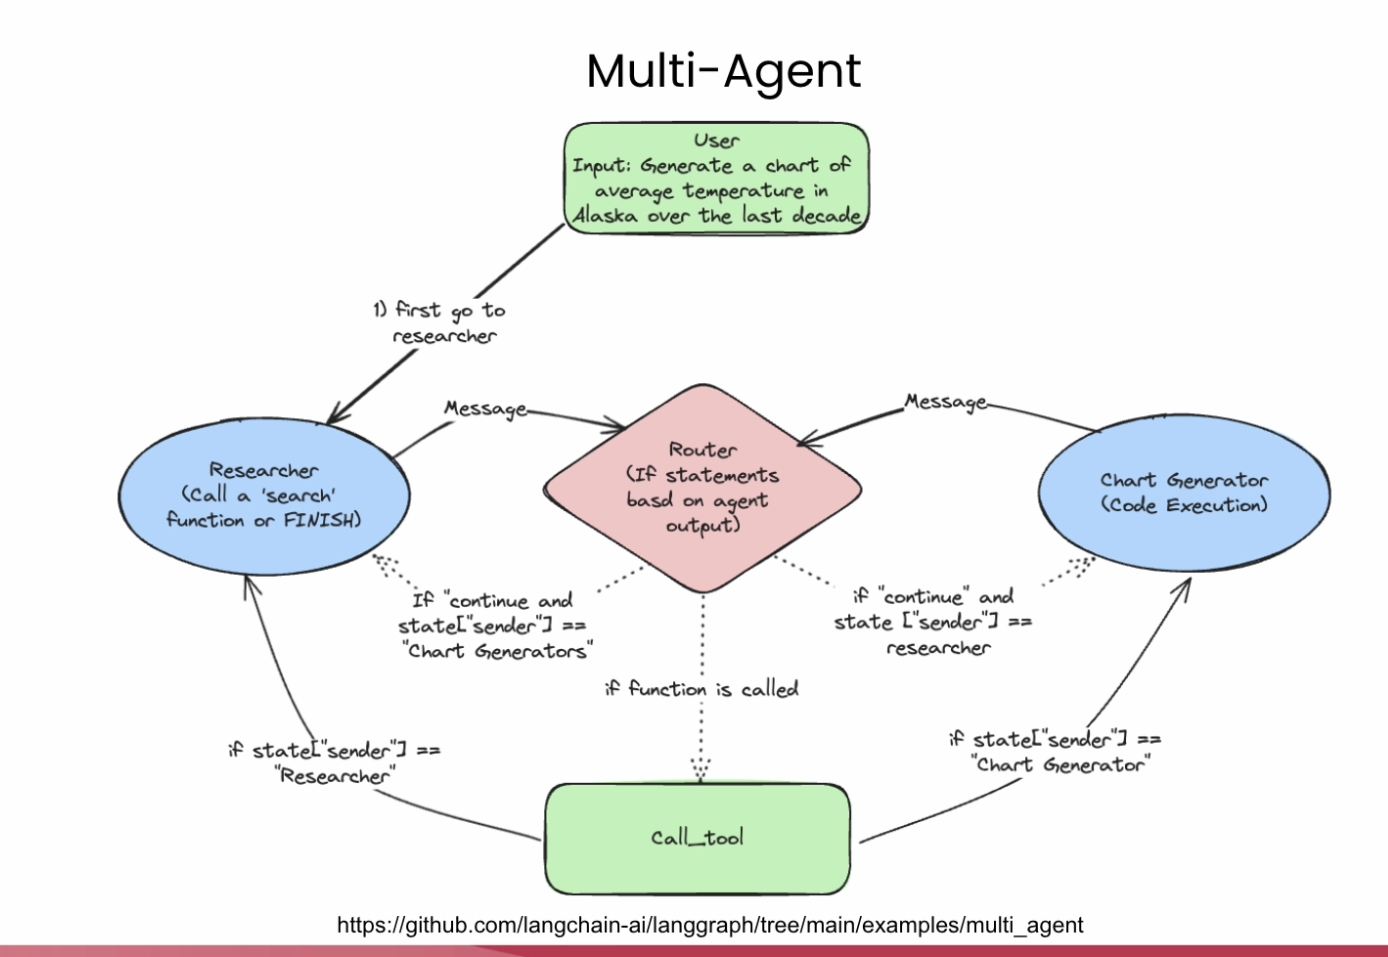 Multi-Agent
User
Input: Generate a chart of
average temperature in
Alaska over the last decade
1) first go to
researcher
Message
Message
Researcher
(Call a 'search'
function or FINISH)
Router
(If statements
basd on agent
output)
Chart Generator
(Code Execution)
If "continue and
state["sender"] ==
"Chart Generators"
if "continue" and
state ["sender"] ==
researcher
if function is called
if state["sender"] ==
"Researcher"
if state["sender"] ==
"Chart Generator"
Call_tool
https://github.com/langchain-ai/langgraph/tree/main/examples/multi_agent